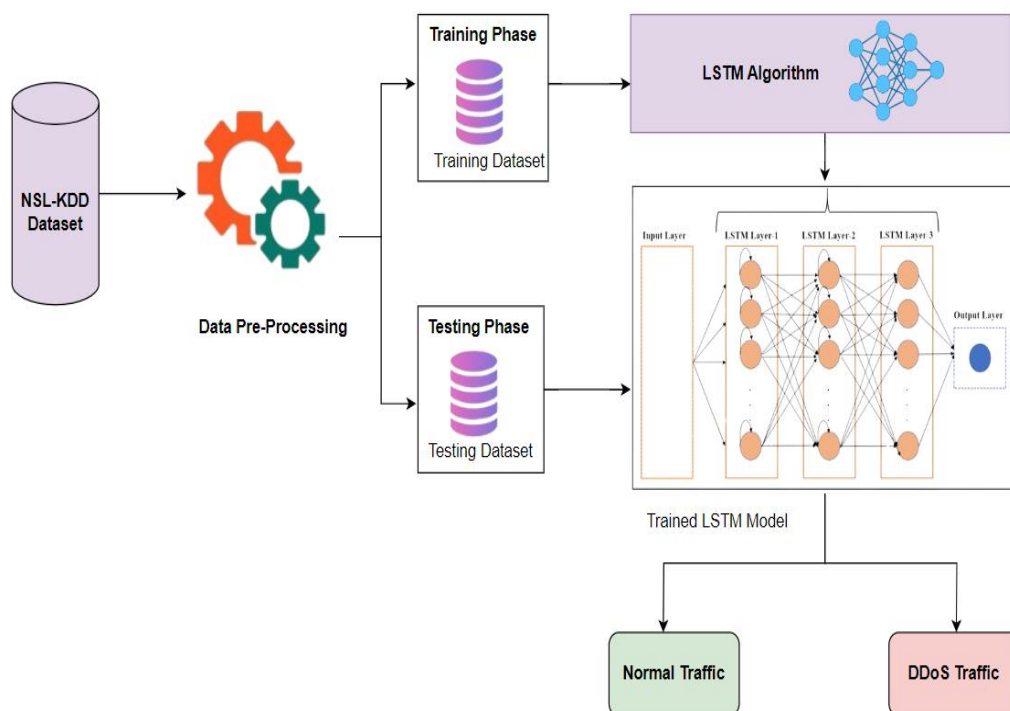 NSL-KDD
Dataset
Data Pre-Processing
Training Phase
Training Dataset
Testing Phase
Testing Dataset
LSTM Algorithm
Input Layer
LSTM Layer-1
LSTM Layer-2
LSTM Layer-3
Output Layer
Trained LSTM Model
Normal Traffic
DDoS Traffic